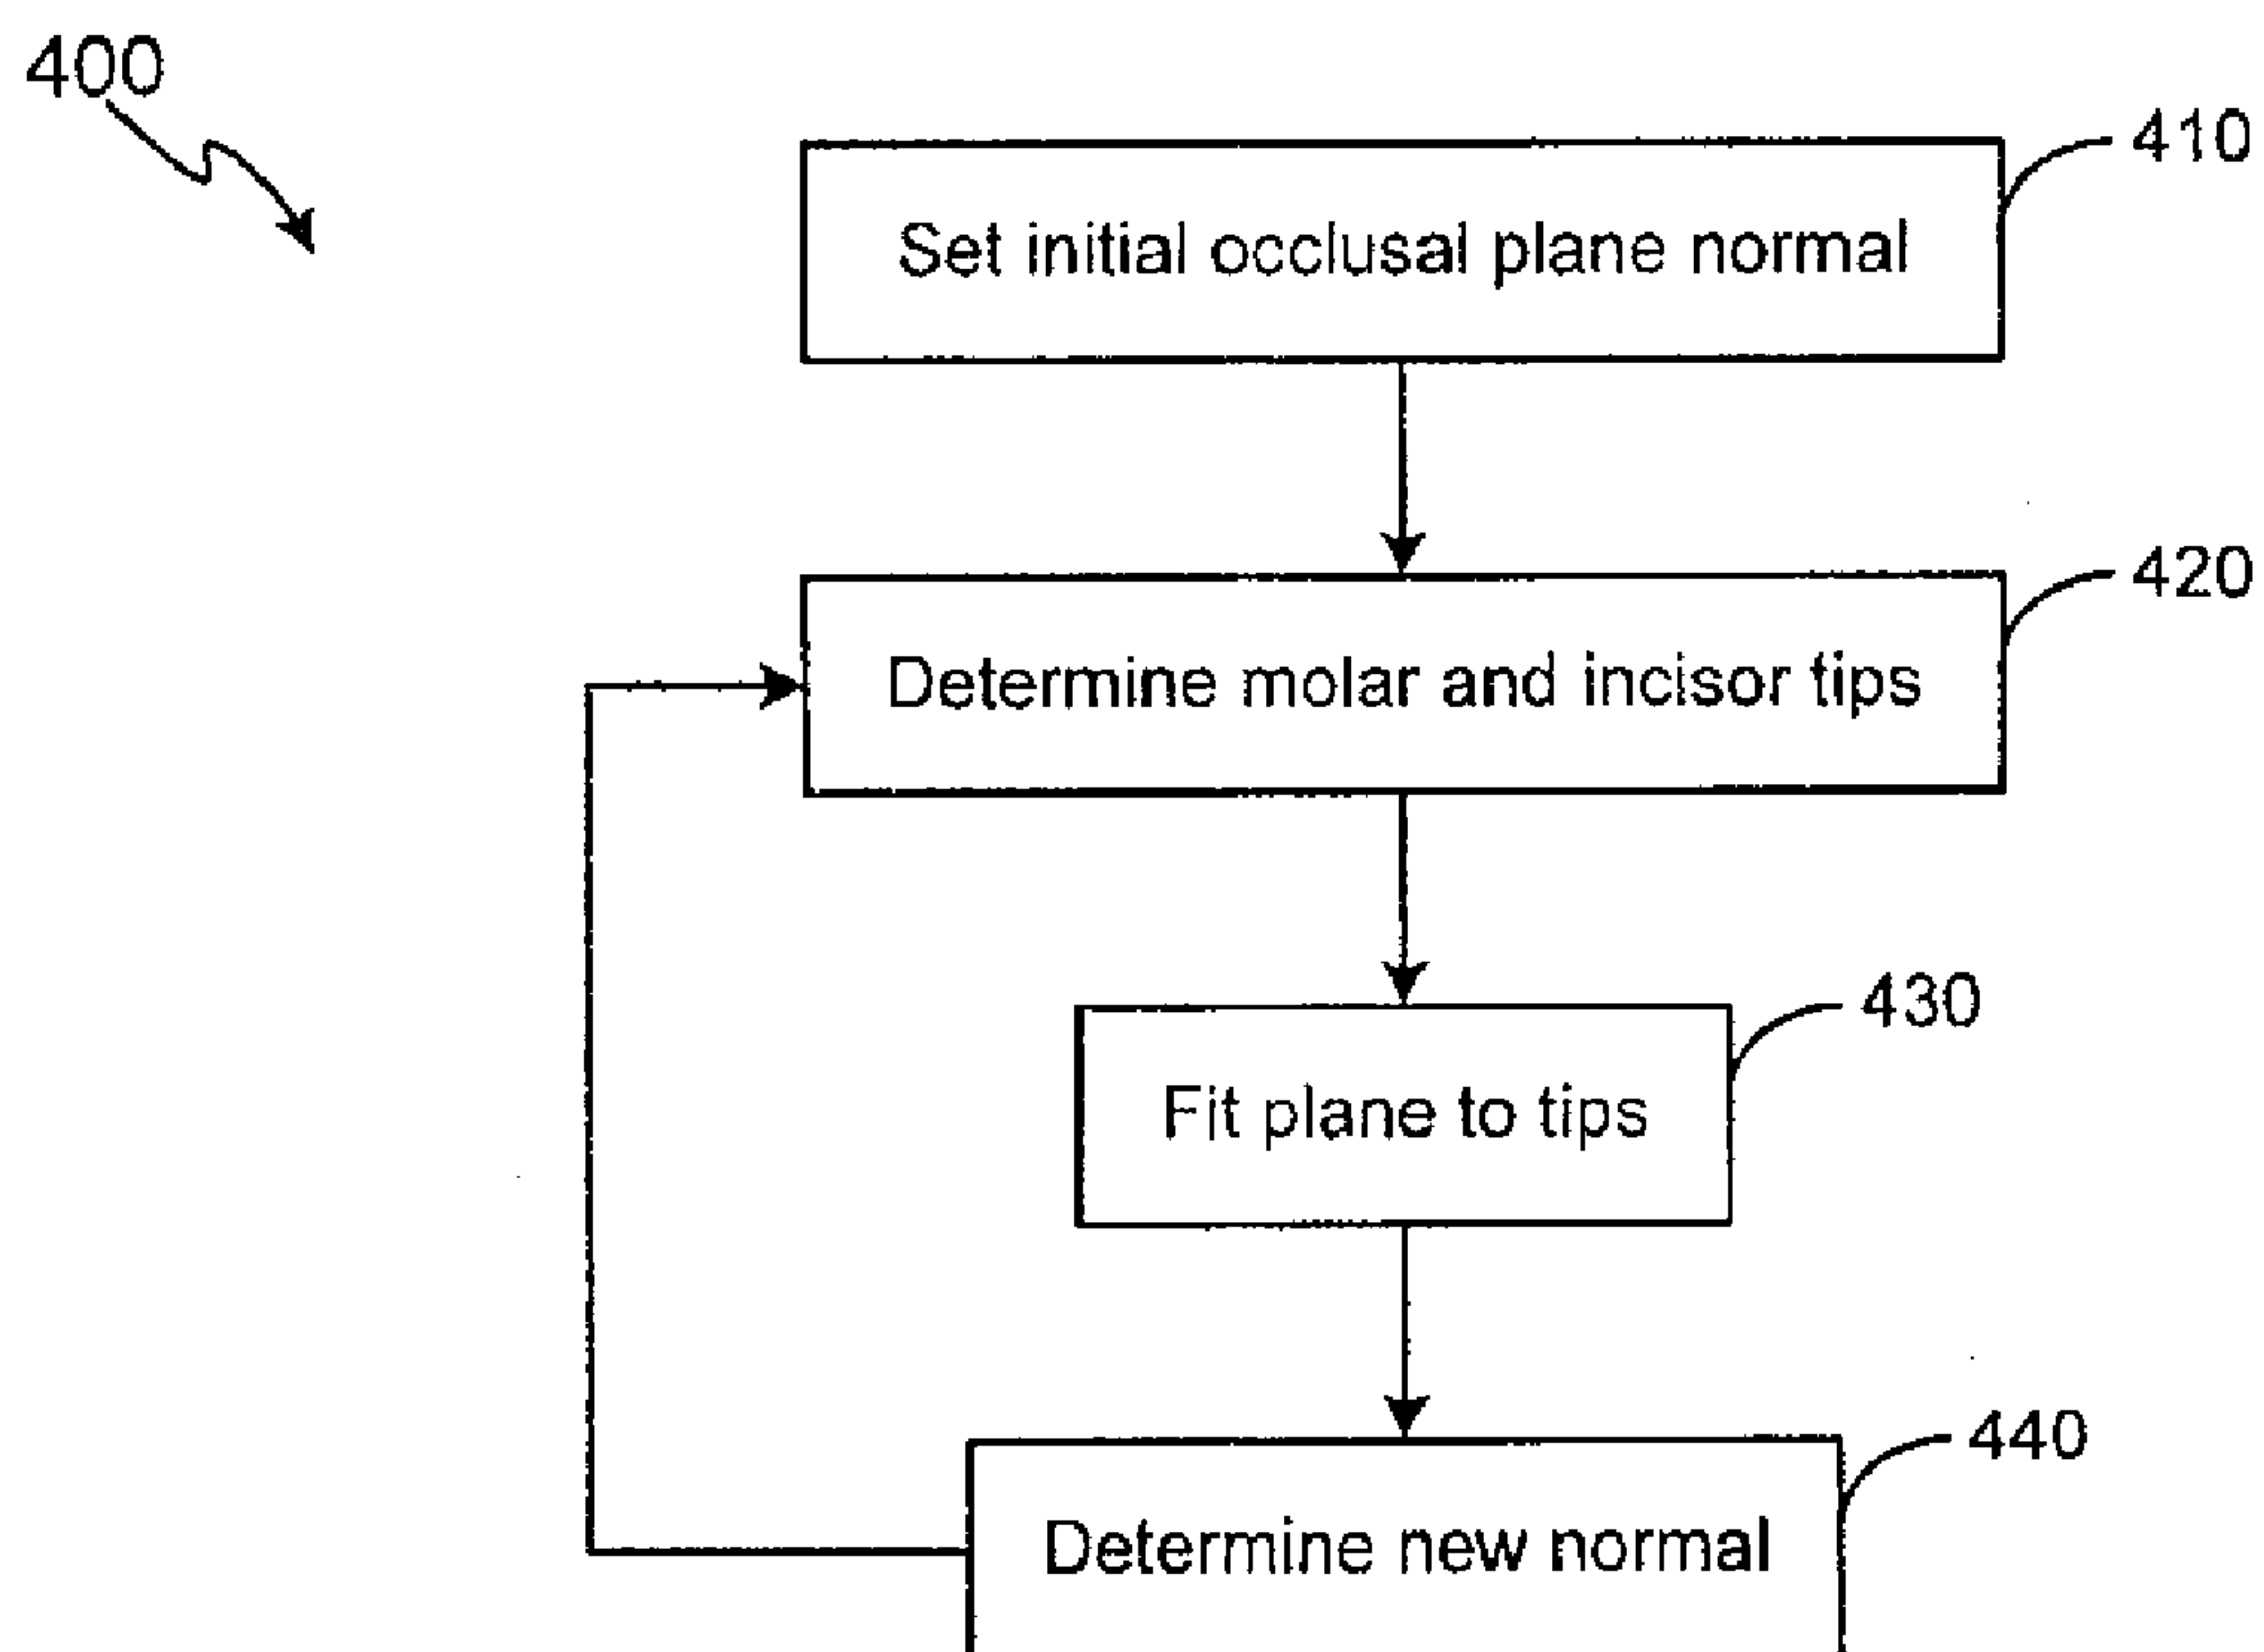 400
410
Set initial occlusal plane normal
420
Determine molar and incisor tips
430
Fit plane to tips
440
Determine new normal